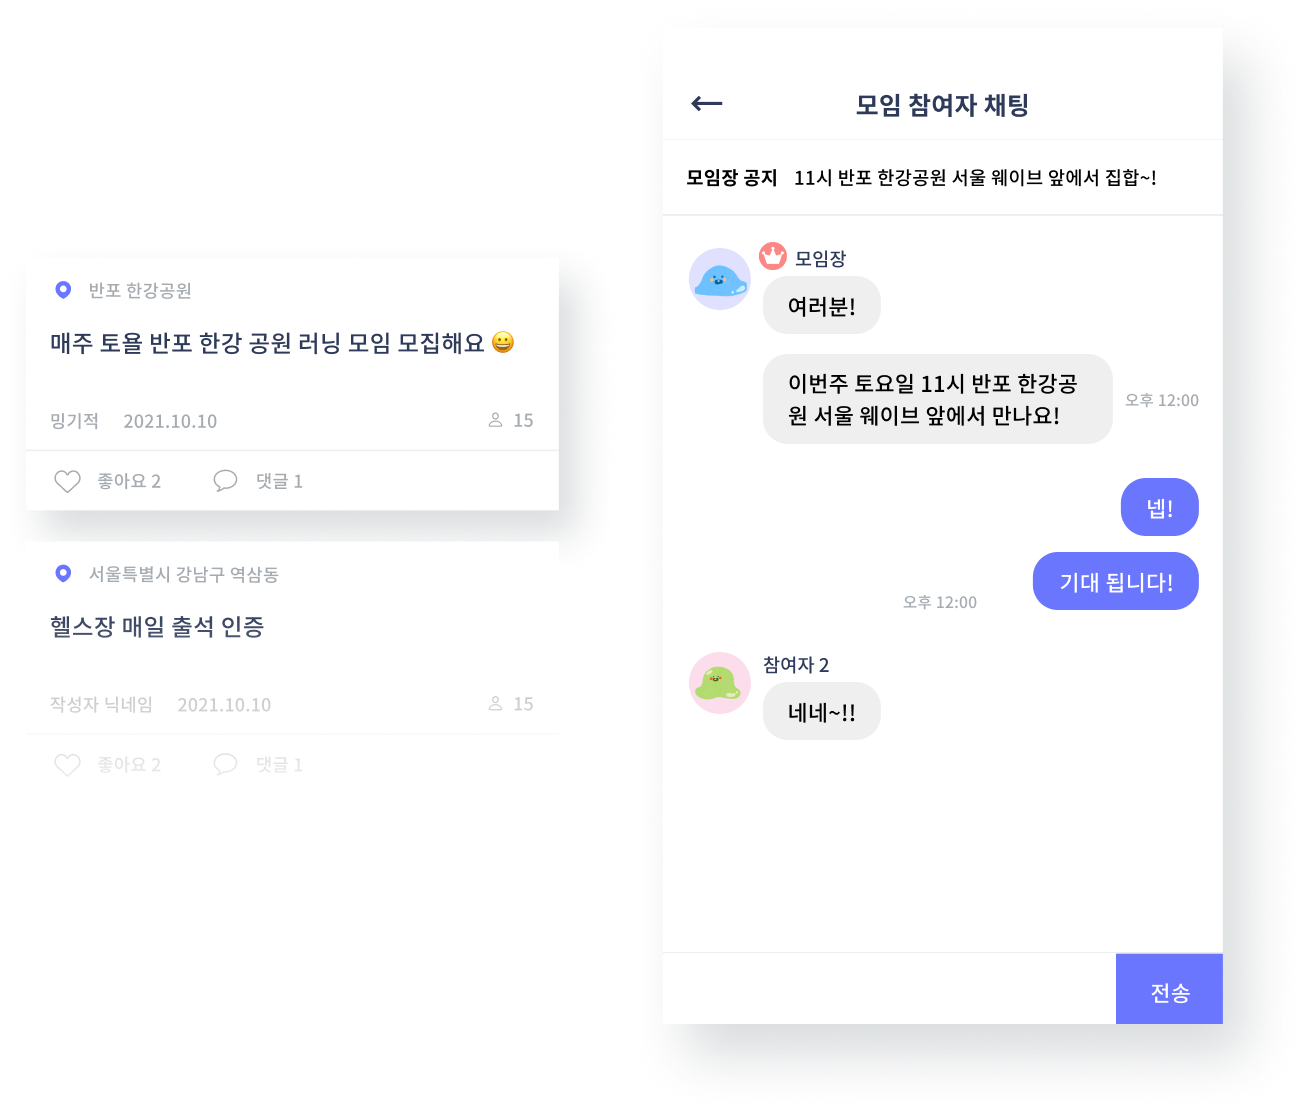 반포 한강공원
매주 토욜 반포 한강 공원 러닝 모임 모집해요 😀
밍기적 2021.10.10 15
좋아요 2 댓글 1
서울특별시 강남구 역삼동
헬스장 매일 출석 인증
작성자 닉네임 2021.10.10 15
좋아요 2 댓글 1
모임 참여자 채팅
모임장 공지 11시 반포 한강공원 서울 웨이브 앞에서 집합~!
모임장
여러분!
이번주 토요일 11시 반포 한강공
원 서울 웨이브 앞에서 만나요!
오후 12:00
넵!
기대 됩니다!
오후 12:00
참여자 2
네네~!!
전송